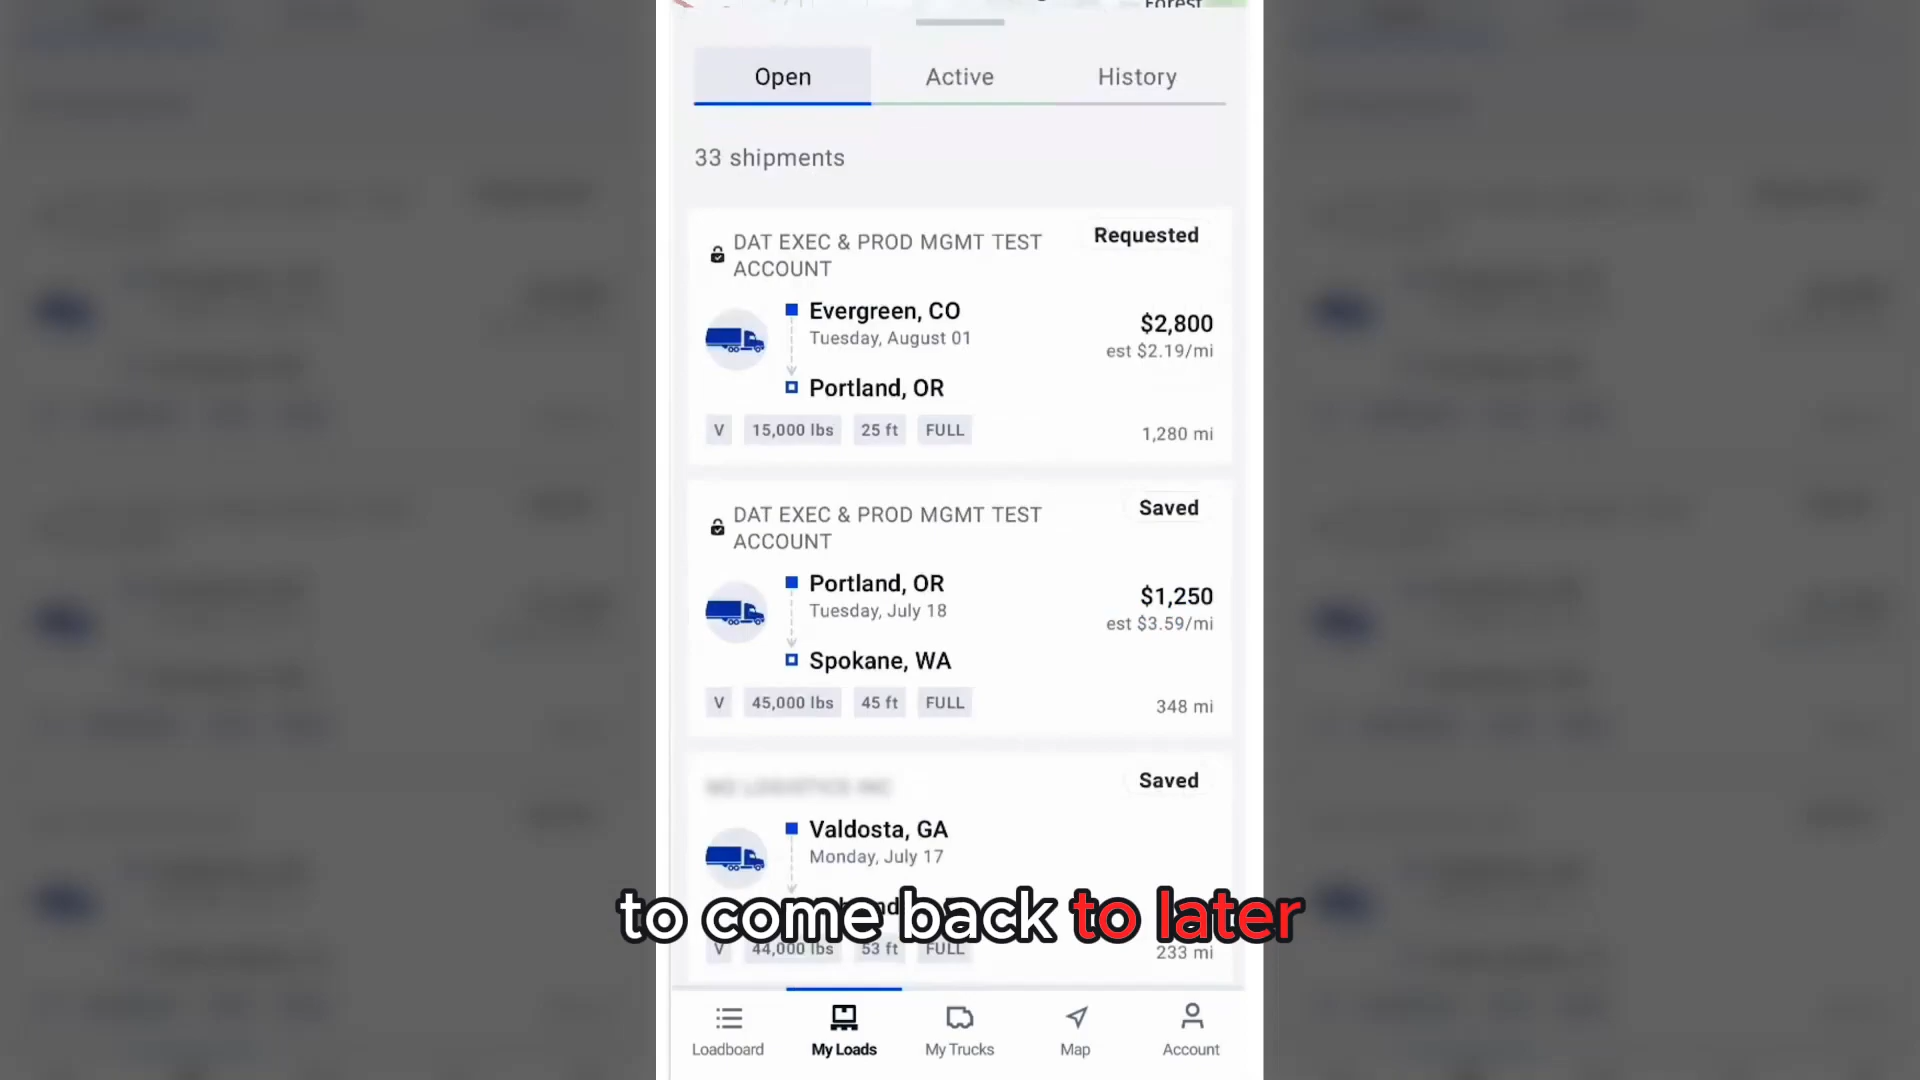 Forest
Open
Active
History
33 shipments
DAT EXEC & PROD MGMT TEST
ACCOUNT
Requested
Evergreen, CO
Tuesday, August 01
$2,800
est $2.19/mi
Portland, OR
V
15,000 lbs
25 ft
FULL
1,280 mi
DAT EXEC & PROD MGMT TEST
ACCOUNT
Saved
Portland, OR
Tuesday, July 18
$1,250
est $3.59/mi
Spokane, WA
V
45,000 lbs
45 ft
FULL
348 mi
Saved
Valdosta, GA
Monday, July 17
to come back to later
V
44,000 lbs
53 ft
FULL
233 mi
Loadboard
My Loads
My Trucks
Map
Account